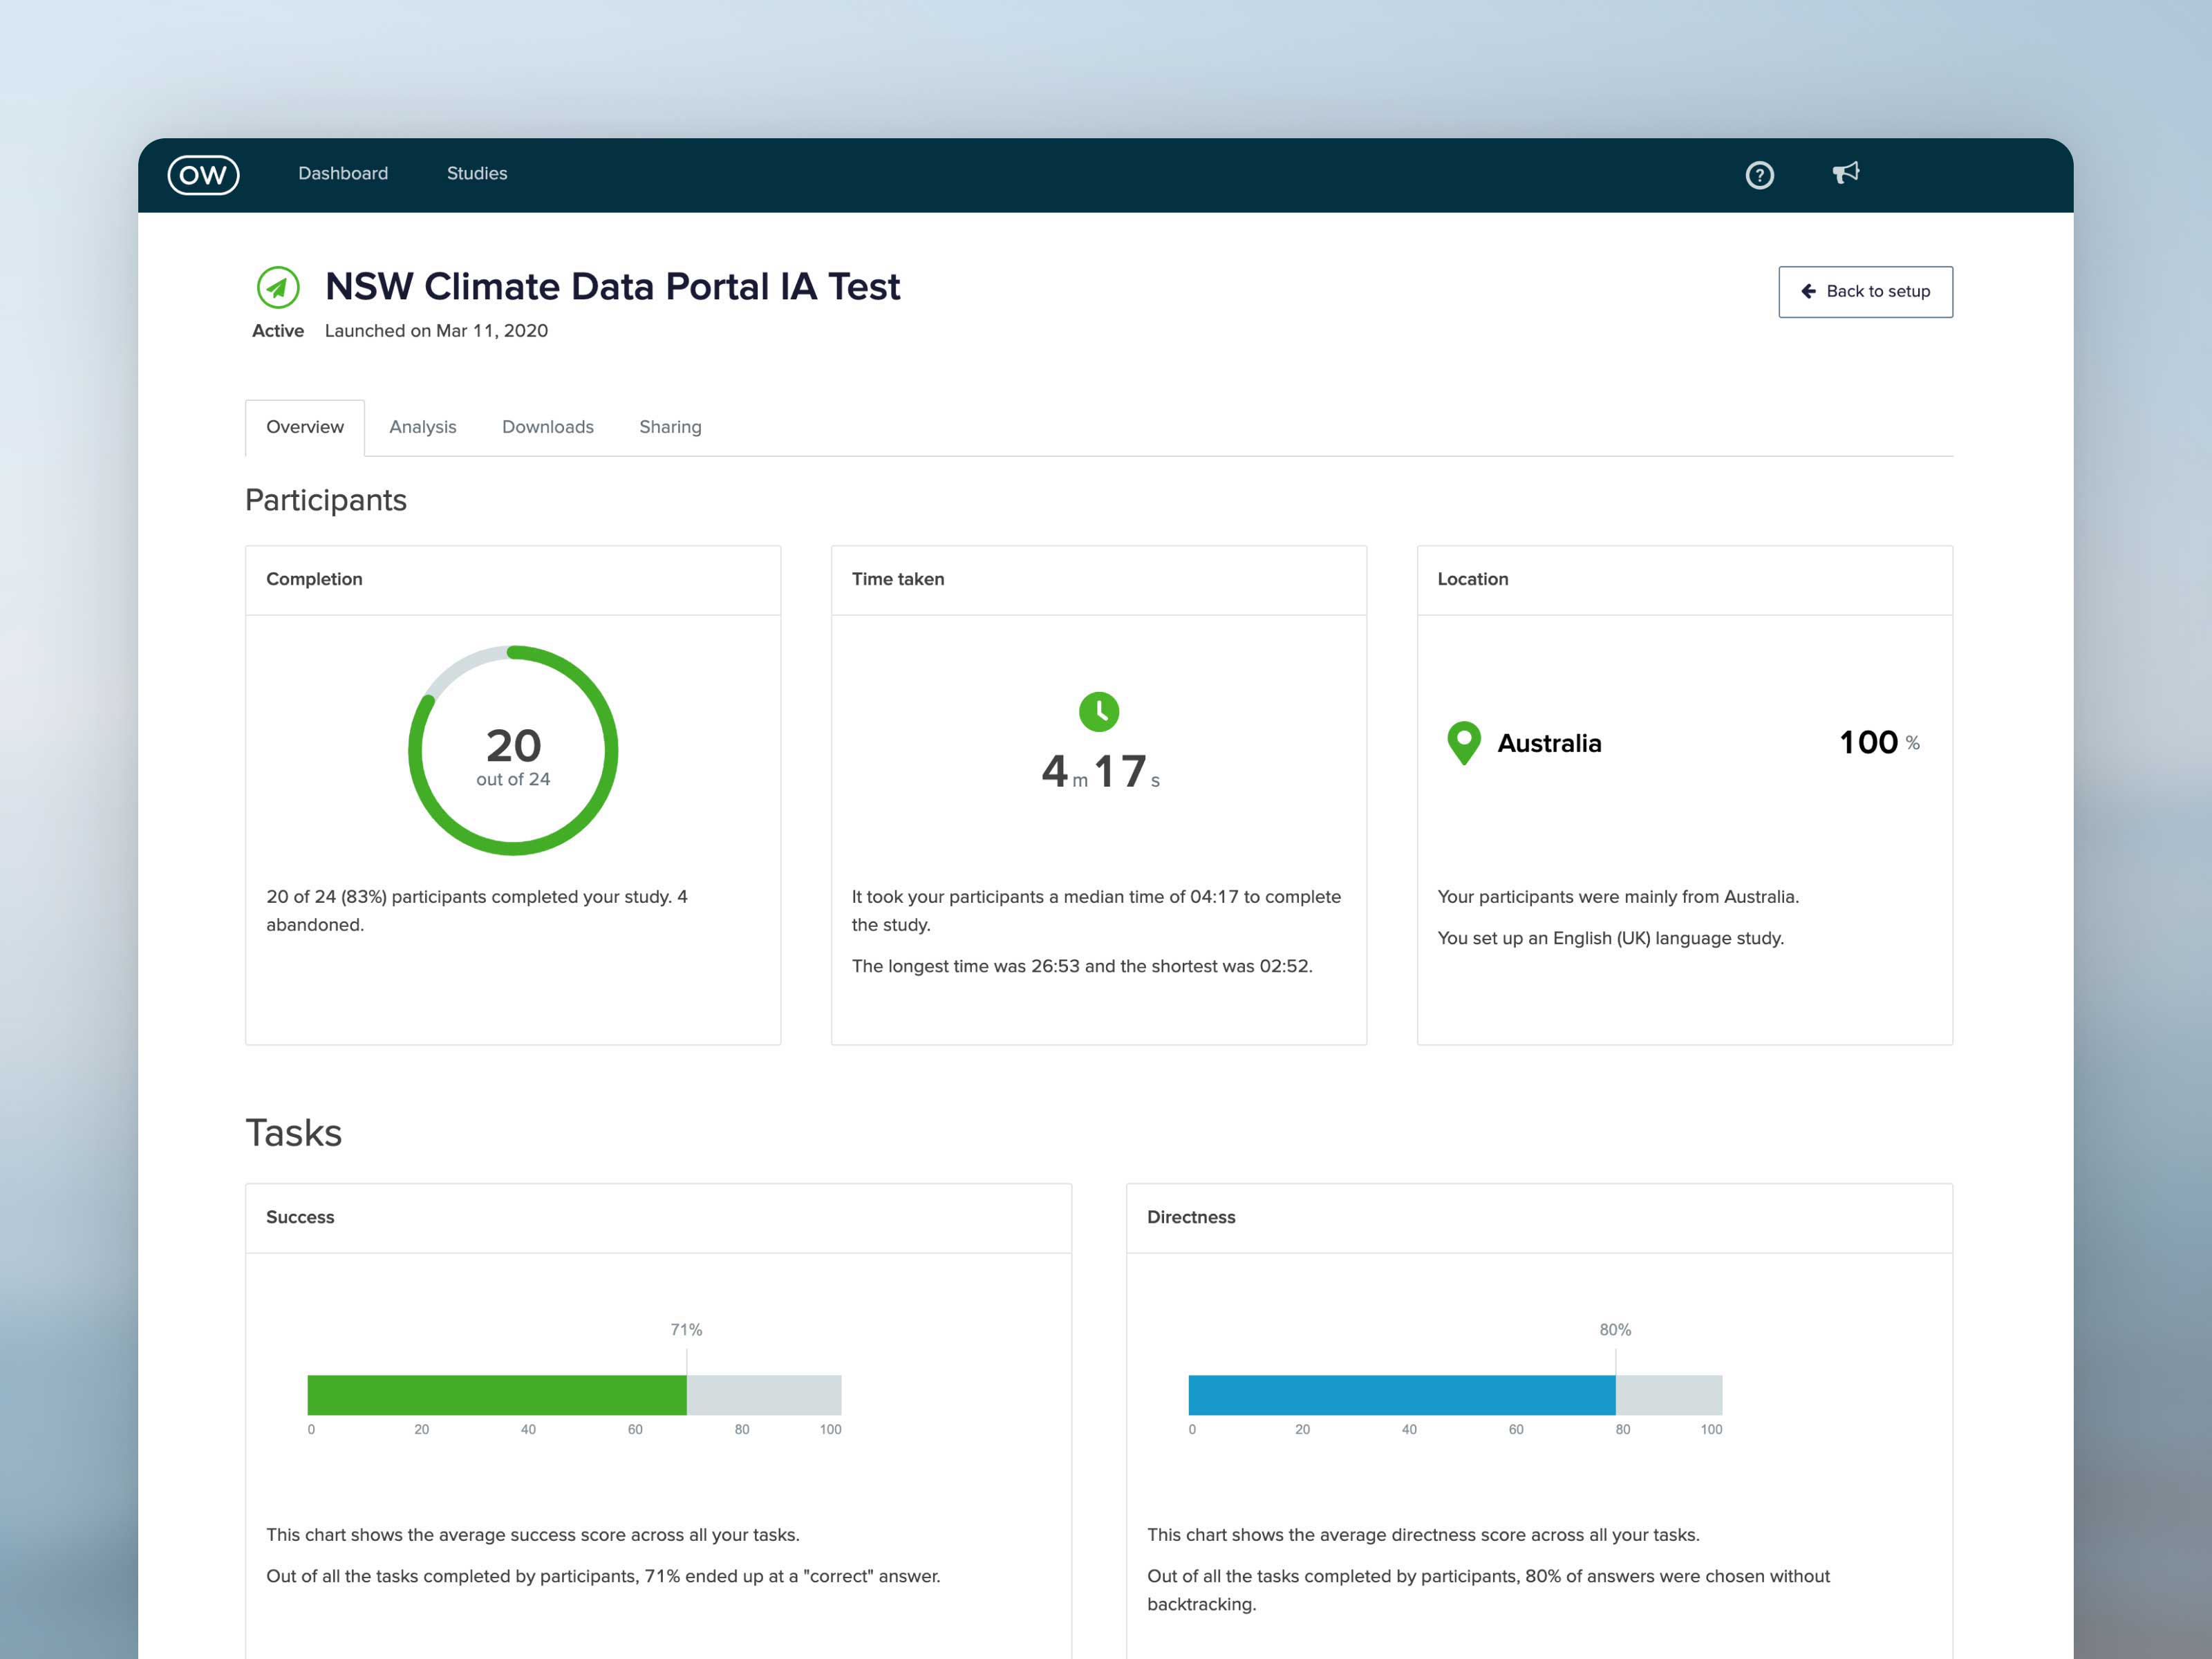 OW
Dashboard
Studies
?
NSW Climate Data Portal IA Test
Back to setup
Active
Launched on Mar 11, 2020
Overview
Analysis
Downloads
Sharing
Participants
Completion
20
out of 24
20 of 24 (83%) participants completed your study. 4
abandoned.
Time taken
4 m 17 s
It took your participants a median time of 04:17 to complete
the study.
The longest time was 26:53 and the shortest was 02:52.
Location
Australia
100 %
Your participants were mainly from Australia.
You set up an English (UK) language study.
Tasks
Success
71%
0 20 40 60 80 100
This chart shows the average success score across all your tasks.
Out of all the tasks completed by participants, 71% ended up at a "correct" answer.
Directness
80%
0 20 40 60 80 100
This chart shows the average directness score across all your tasks.
Out of all the tasks completed by participants, 80% of answers were chosen without
backtracking.